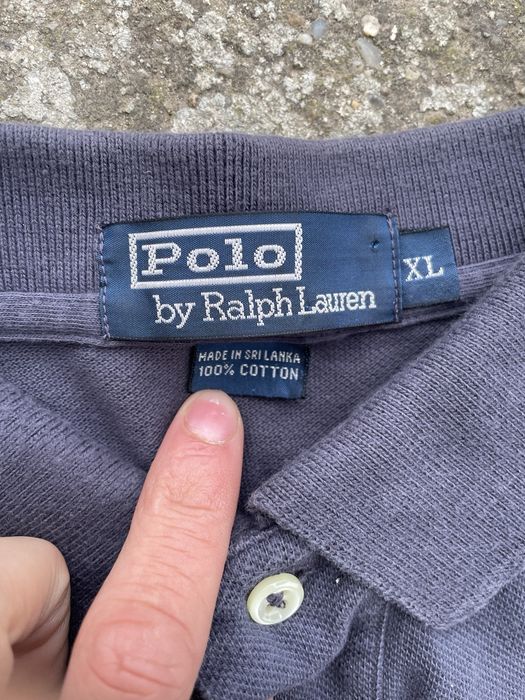 Polo
by Ralph Lauren
XL
MADE IN SRI LANKA
100% COTTON